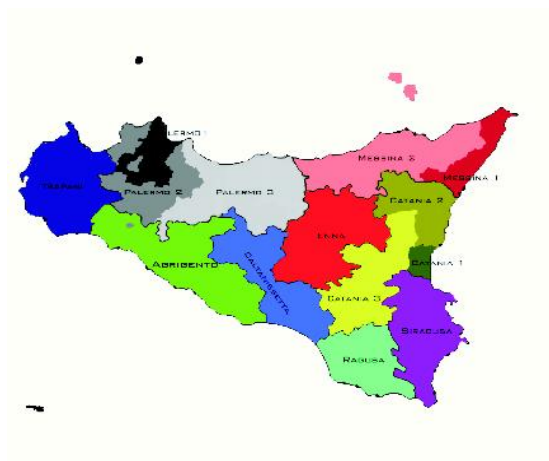 LERMO 1
MESSINA 2
TRAPANI
PALERMO 2
PALERMO 3
MESSINA 1
CATANIA 2
ENNA
AGRIGENTO
CALTANISSETTA
CATANIA 1
CATANIA 3
SIRACUSA
RAGUSA